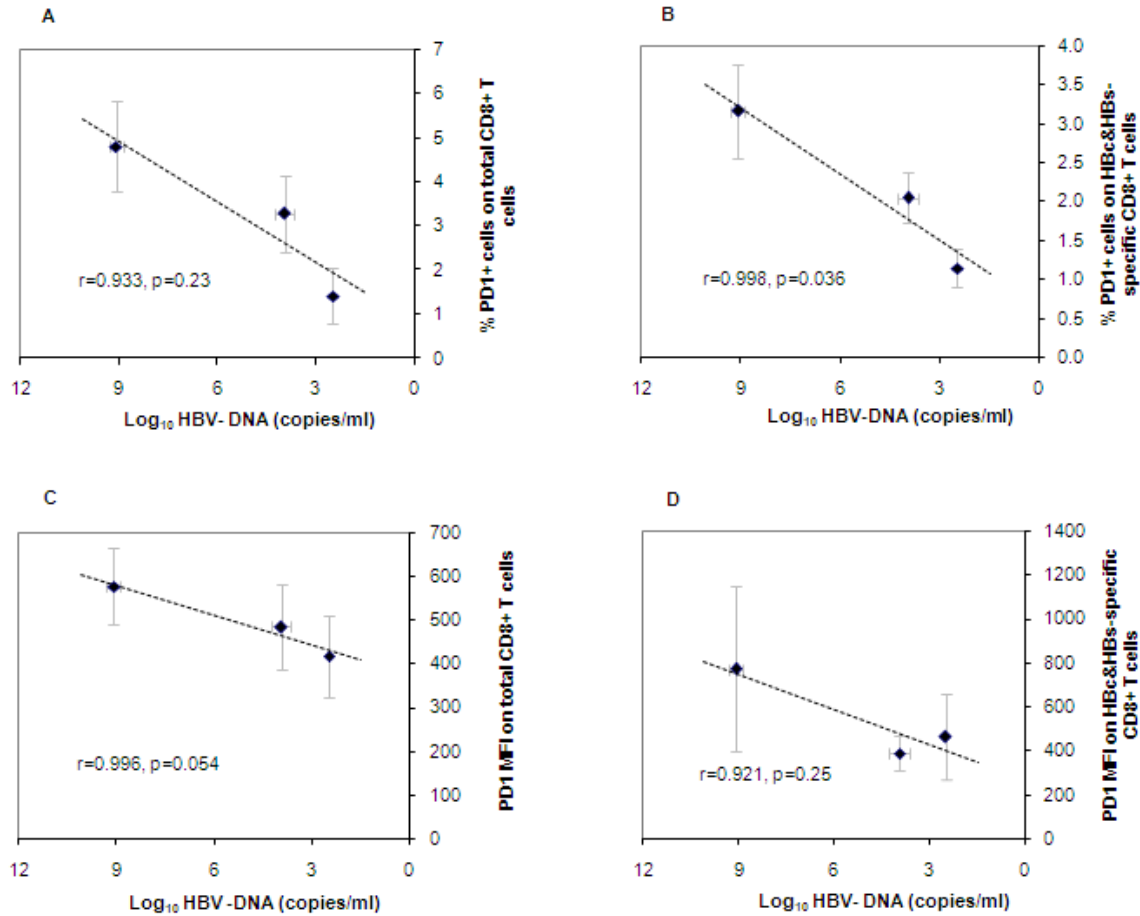 A
7
6
5
4
3
2
1
0
% PD1+ cells on total CD8+ T
cells
r=0.933, p=0.23
12 9 6 3 0
Log₁₀ HBV- DNA (copies/ml)
B
4.0
3.5
3.0
2.5
2.0
1.5
1.0
0.5
0.0
% PD1+ cells on HBc&HBs-
specific CD8+ T cells
r=0.998, p=0.036
12 9 6 3 0
Log₁₀ HBV-DNA (copies/ml)
C
700
600
500
400
300
200
100
0
PD1 MFI on total CD8+ T cells
r=0.996, p=0.054
12 9 6 3 0
Log₁₀ HBV -DNA (copies/ml)
D
1400
1200
1000
800
600
400
200
0
PD1 MFI on HBc&HBs-specific
CD8+ T cells
r=0.921, p=0.25
12 9 6 3 0
Log₁₀ HBV- DNA (copies/ml)